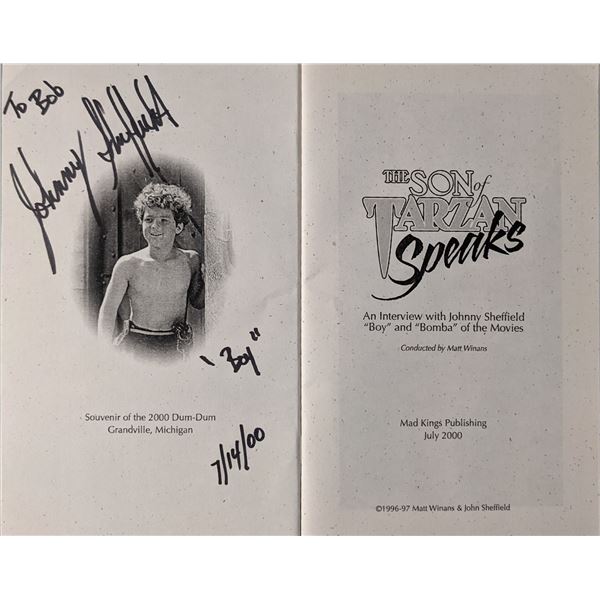 To Bob
Johnny Sheffield
"Boy"
Souvenir of the 2000 Dum-Dum
Grandville, Michigan
7/14/00
THE SON of
TARZAN
Speaks
An Interview with Johnny Sheffield
"Boy" and "Bomba" of the Movies
Conducted by Matt Winans
Mad Kings Publishing
July 2000
©1996-97 Matt Winans & John Sheffield